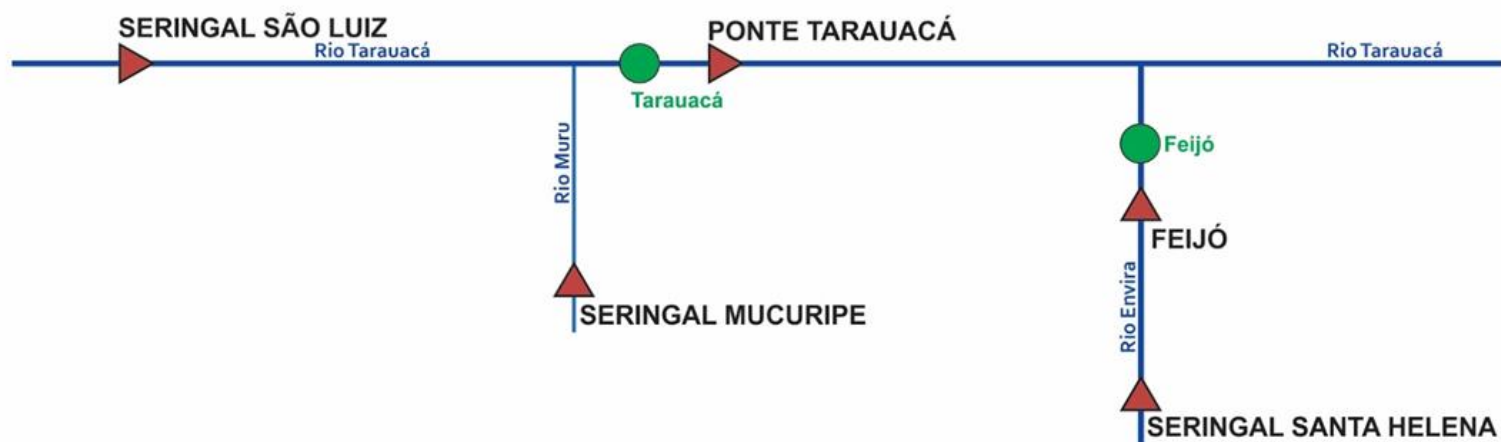 SERINGAL SÃO LUIZ
PONTE TARAUACÁ
Rio Tarauacá
Rio Tarauacá
Tarauacá
Rio Muru
Feijó
FEIJÓ
Rio Envira
SERINGAL MUCURIPE
SERINGAL SANTA HELENA